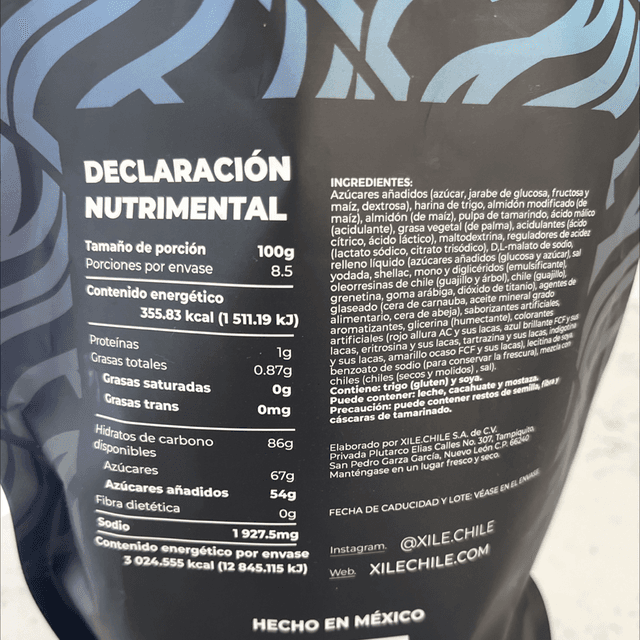 DECLARACIÓN
NUTRIMENTAL
Tamaño de porción 100g
Porciones por envase 8.5
Contenido energético
355.83 kcal (1 511.19 kJ)
Proteínas 1g
Grasas totales 0.87g
Grasas saturadas 0g
Grasas trans 0mg
Hidratos de carbono
disponibles 86g
Azúcares 67g
Azúcares añadidos 54g
Fibra dietética 0g
Sodio 1 927.5mg
Contenido energético por envase
3 024.555 kcal (12 845.115 kJ)
INGREDIENTES:
Azúcares añadidos (azúcar, jarabe de glucosa, fructosa y
maíz, dextrosa), harina de trigo, almidón modificado (de
maíz), almidón (de maíz), pulpa de tamarindo, ácido málico
(acidulante), grasa vegetal (de palma), acidulantes (ácido
cítrico, ácido láctico), maltodextrina, reguladores de acidez
(lactato sódico, citrato trisódico), D,L-malato de sodio,
relleno líquido (azúcares añadidos (glucosa y azúcar), sal
yodada, shellac, mono y diglicéridos (emulsificante),
oleorresinas de chile (guajillo y árbol), chile (guajillo),
grenetina, goma arábiga, dióxido de titanio), agentes de
glaseado (cera de carnauba, aceite mineral grado
alimentario, cera de abeja), saborizantes artificiales,
aromatizantes, glicerina (humectante), colorantes
artificiales (rojo allura AC y sus lacas, azul brillante FCF y sus
lacas, eritrosina y sus lacas, tartrazina y sus lacas, indigotina
y sus lacas, amarillo ocaso FCF y sus lacas), lecitina de soya,
benzoato de sodio (para conservar la frescura), mezcla con
chiles (chiles (secos y molidos) , sal).
Contiene: trigo (gluten) y soya.
Puede contener: leche, cacahuate y mostaza.
Precaución: puede contener restos de semilla, fibra y
cáscaras de tamarindo.
Elaborado por XILE.CHILE S.A. de C.V.
Privada Plutarco Elías Calles No. 307, Tampiquito,
San Pedro Garza García, Nuevo León C.P. 66240
Manténgase en un lugar fresco y seco.
FECHA DE CADUCIDAD Y LOTE: VÉASE EN EL ENVASE.
Instagram. @XILE.CHILE
Web. XILECHILE.COM
HECHO EN MÉXICO